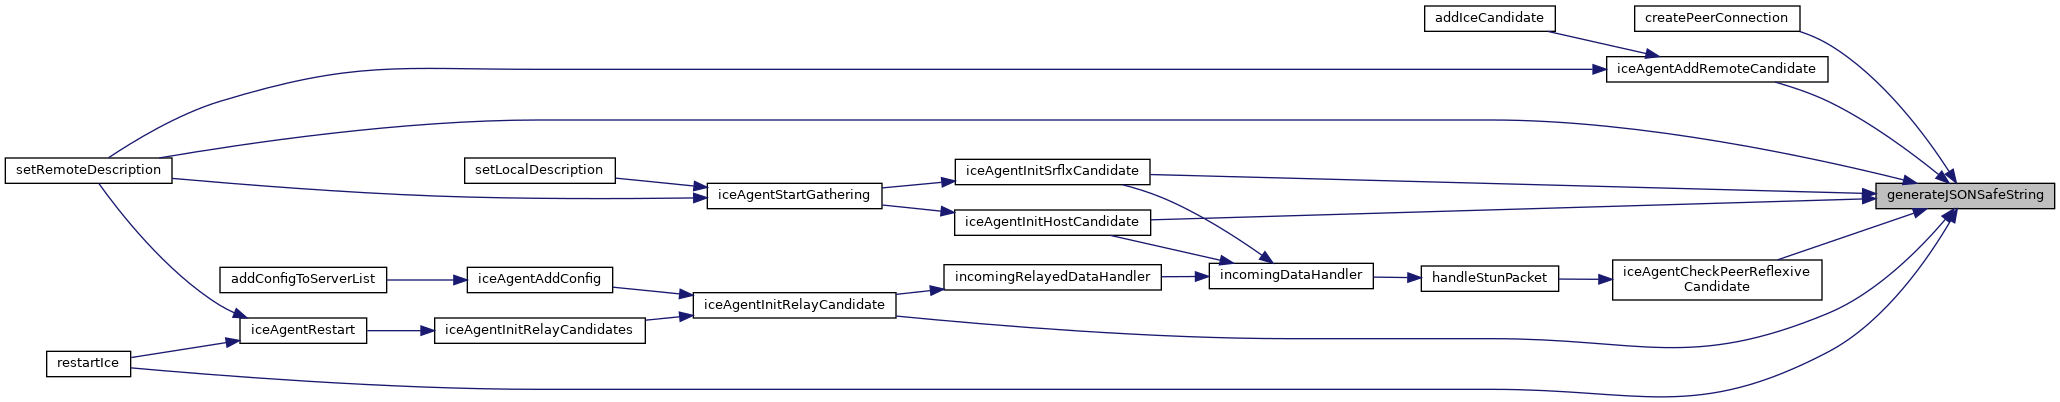 addIceCandidate
createPeerConnection
iceAgentAddRemoteCandidate
setRemoteDescription
setLocalDescription
iceAgentInitSrflxCandidate
iceAgentStartGathering
generateJSONSafeString
iceAgentInitHostCandidate
addConfigToServerList
iceAgentAddConfig
incomingRelayedDataHandler
incomingDataHandler
handleStunPacket
iceAgentCheckPeerReflexive
Candidate
iceAgentInitRelayCandidate
iceAgentRestart
iceAgentInitRelayCandidates
restartIce